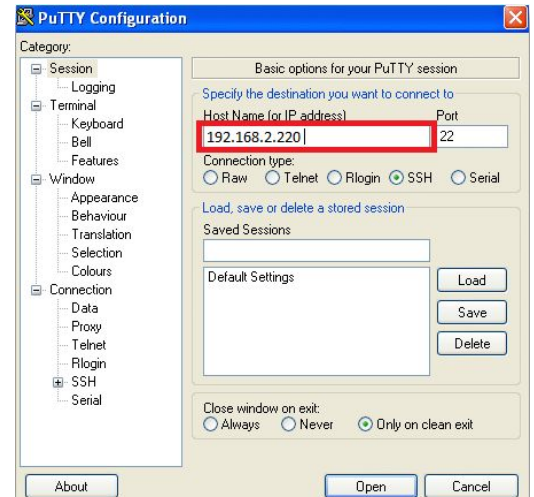 PuTTY Configuration
Category:
Session
Logging
Terminal
Keyboard
Bell
Features
Window
Appearance
Behaviour
Translation
Selection
Colours
Connection
Data
Proxy
Telnet
Rlogin
SSH
Serial
Basic options for your PuTTY session
Specify the destination you want to connect to
Host Name (or IP address) Port
192.168.2.220 22
Connection type:
Raw Telnet Rlogin SSH Serial
Load, save or delete a stored session
Saved Sessions
Default Settings
Load
Save
Delete
Close window on exit:
Always Never Only on clean exit
About Open Cancel